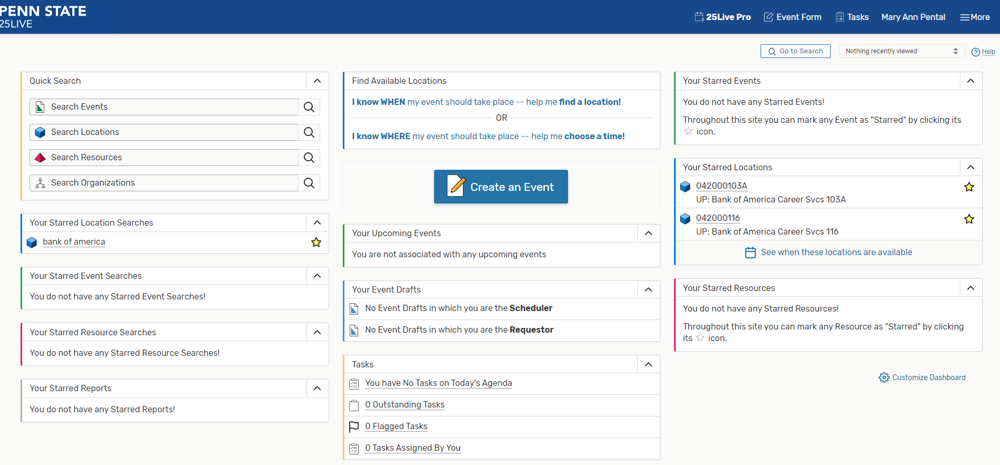 PENN STATE
25LIVE
25Live Pro
Event Form
Tasks
Mary Ann Pental
More
Go to Search
Nothing recently viewed
Help
Quick Search
Search Events
Search Locations
Search Resources
Search Organizations
Your Starred Location Searches
bank of america
Your Starred Event Searches
You do not have any Starred Event Searches!
Your Starred Resource Searches
You do not have any Starred Resource Searches!
Your Starred Reports
You do not have any Starred Reports!
Find Available Locations
I know WHEN my event should take place -- help me find a location!
OR
I know WHERE my event should take place -- help me choose a time!
Create an Event
Your Upcoming Events
You are not associated with any upcoming events
Your Event Drafts
No Event Drafts in which you are the Scheduler
No Event Drafts in which you are the Requestor
Tasks
You have No Tasks on Today's Agenda
0 Outstanding Tasks
0 Flagged Tasks
0 Tasks Assigned By You
Your Starred Events
You do not have any Starred Events!
Throughout this site you can mark any Event as "Starred" by clicking its
icon.
Your Starred Locations
042000103A
UP: Bank of America Career Svcs 103A
042000116
UP: Bank of America Career Svcs 116
See when these locations are available
Your Starred Resources
You do not have any Starred Resources!
Throughout this site you can mark any Resource as "Starred" by clicking
its icon.
Customize Dashboard